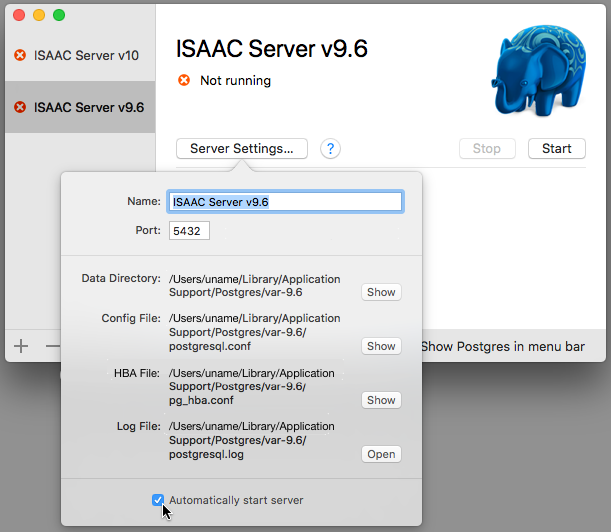 ISAAC Server v10
ISAAC Server v9.6
ISAAC Server v9.6
Not running
Server Settings...
?
Stop
Start
Name: ISAAC Server v9.6
Port: 5432
Data Directory: /Users/uname/Library/Application
Support/Postgres/var-9.6
Show
Config File: /Users/uname/Library/Application
Support/Postgres/var-9.6/
postgresql.conf
Show
HBA File: /Users/uname/Library/Application
Support/Postgres/var-9.6/
pg_hba.conf
Show
Log File: /Users/uname/Library/Application
Support/Postgres/var-9.6/
postgresql.log
Open
Automatically start server
Show Postgres in menu bar